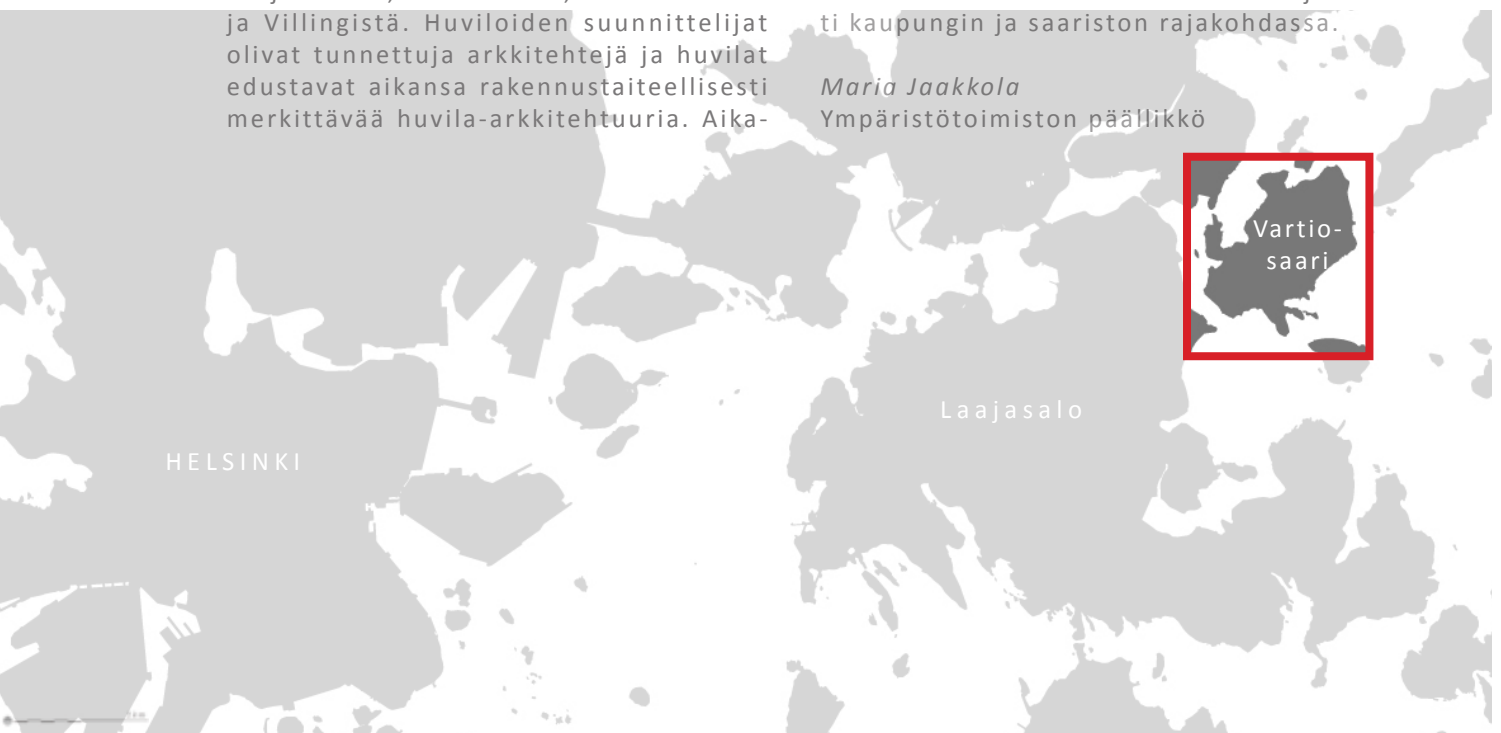 ja Villingistä. Huviloiden suunnittelijat
olivat tunnettuja arkkitehtejä ja huvilat
edustavat aikansa rakennustaiteellisesti
merkittävää huvila-arkkitehtuuria. Aika-
ti kaupungin ja saariston rajakohdassa.
Maria Jaakkola
Ympäristötoimiston päällikkö
Vartio-
saari
Laajasalo
HELSINKI